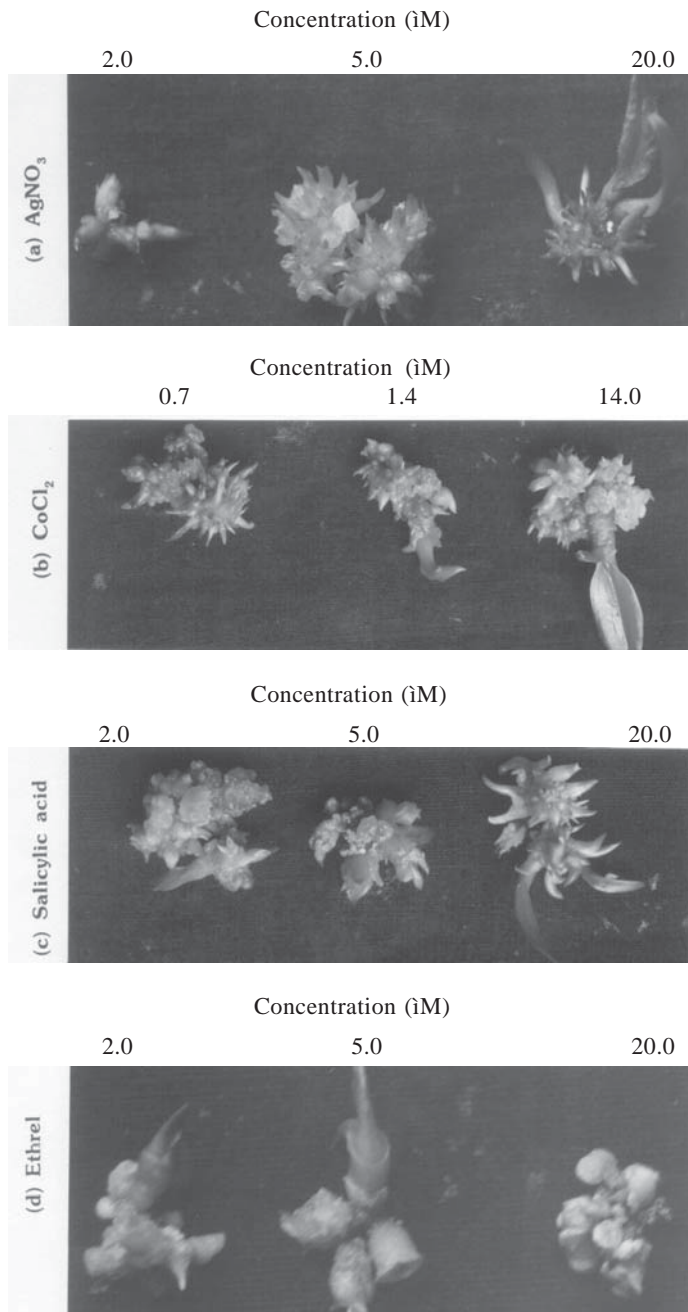 Concentration (ìM)
2.0 5.0 20.0
(a) AgNO₃
Concentration (ìM)
0.7 1.4 14.0
(b) CoCl₂
Concentration (ìM)
2.0 5.0 20.0
(c) Salicylic acid
Concentration (ìM)
2.0 5.0 20.0
(d) Ethrel